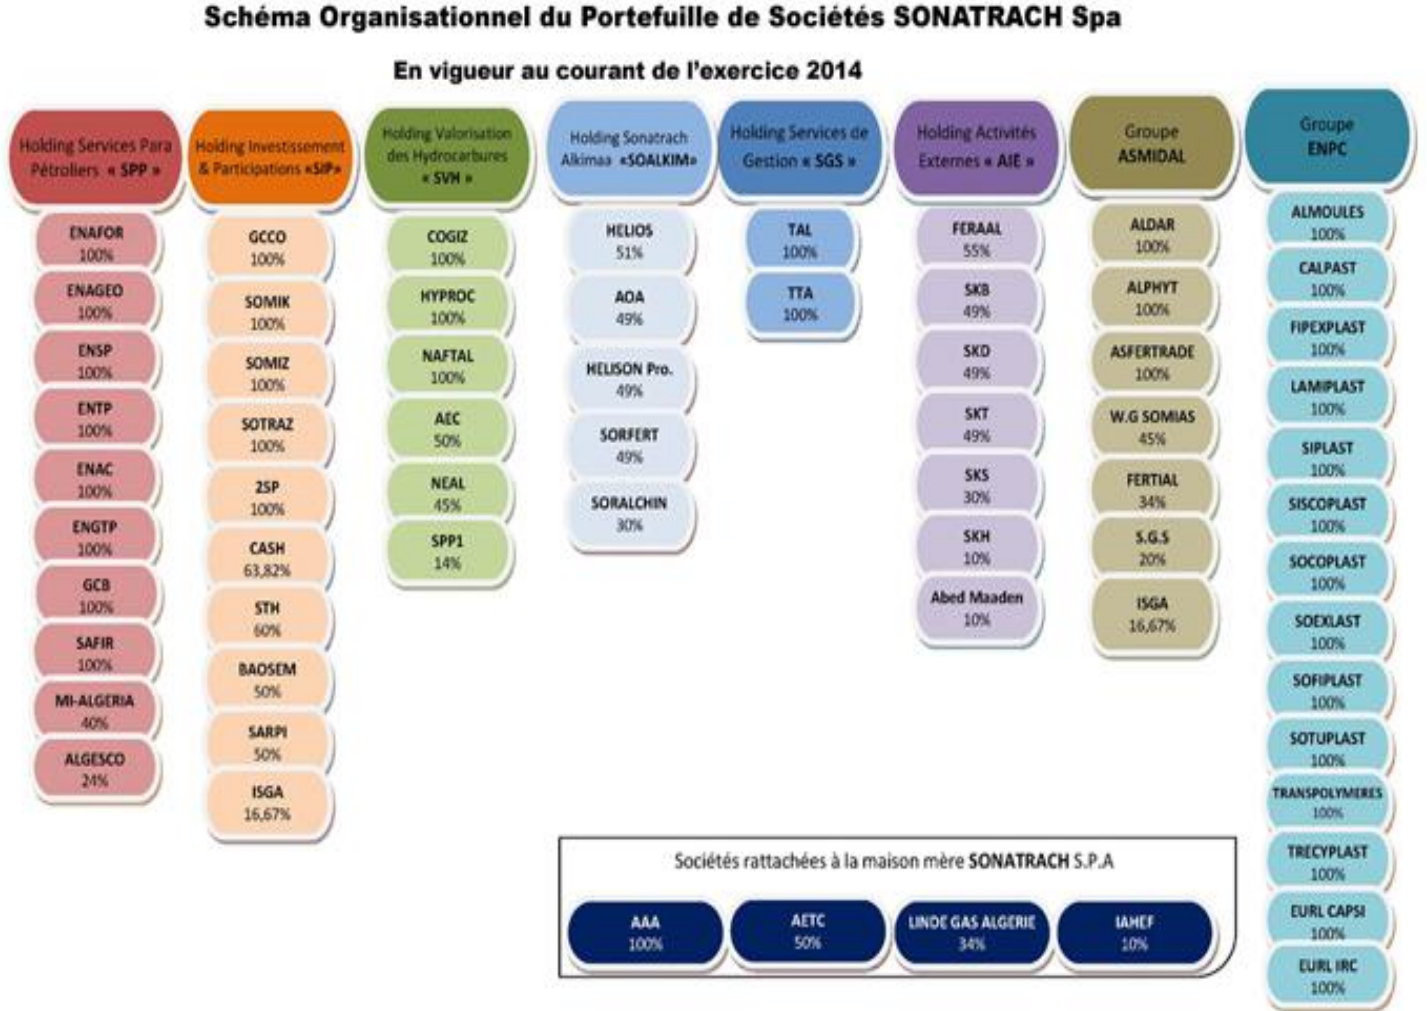 Schéma Organisationnel du Portefuille de Sociétés SONATRACH Spa
En vigueur au courant de l'exercice 2014
Holding Services Para
Pétroliers « SPP »
ENAFOR
100%
ENAGEO
100%
ENSP
100%
ENTP
100%
ENAC
100%
ENGTP
100%
GCB
100%
SAFIR
100%
MI-ALGERIA
40%
ALGESCO
24%
Holding Investissement
& Participations «SIP»
GCCO
100%
SOMIK
100%
SOMIZ
100%
SOTRAZ
100%
2SP
100%
CASH
63,82%
STH
60%
BAOSEM
50%
SARPI
50%
ISGA
16,67%
Holding Valorisation
des Hydrocarbures
« SVH »
COGIZ
100%
HYPROC
100%
NAFTAL
100%
AEC
50%
NEAL
45%
SPP1
14%
Holding Sonatrach
Alkimaa «SOALKIM»
HELIOS
51%
AOA
49%
HELISON Pro.
49%
SORFERT
49%
SORALCHIN
30%
Holding Services de
Gestion « SGS »
TAL
100%
TTA
100%
Holding Activités
Externes « AIE »
FERAAL
55%
SKB
49%
SKD
49%
SKT
49%
SKS
30%
SKH
10%
Abed Maaden
10%
Groupe
ASMIDAL
ALDAR
100%
ALPHYT
100%
ASFERTRADE
100%
W.G SOMIAS
45%
FERTIAL
34%
S.G.S
20%
ISGA
16,67%
Groupe
ENPC
ALMOULES
100%
CALPAST
100%
FIPEXPLAST
100%
LAMIPLAST
100%
SIPLAST
100%
SISCOPLAST
100%
SOCOPLAST
100%
SOEXLAST
100%
SOFIPLAST
100%
SOTUPLAST
100%
TRANSPOLYMERES
100%
TRECYPLAST
100%
EURL CAPSI
100%
EURL IRC
100%
Sociétés rattachées à la maison mère SONATRACH S.P.A
AAA
100%
AETC
50%
LINDE GAS ALGERIE
34%
IAHEF
10%